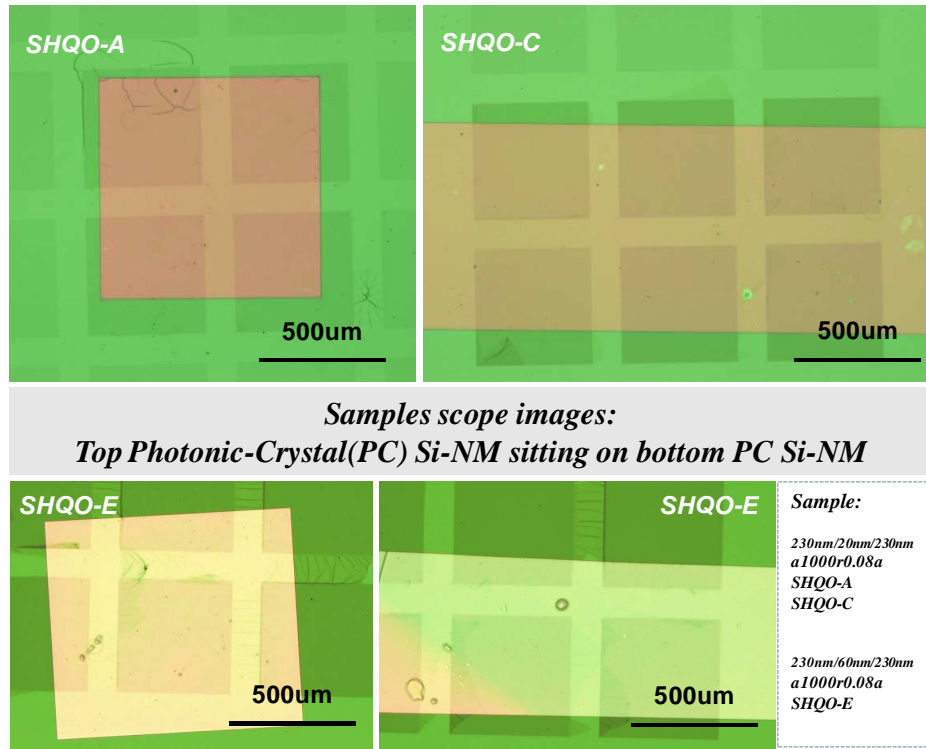 SHQO-A
SHQO-C
500um
500um
Samples scope images:
Top Photonic-Crystal(PC) Si-NM sitting on bottom PC Si-NM
SHQO-E
SHQO-E
500um
500um
Sample:
230nm/20nm/230nm
a1000r0.08a
SHQO-A
SHQO-C
230nm/60nm/230nm
a1000r0.08a
SHQO-E